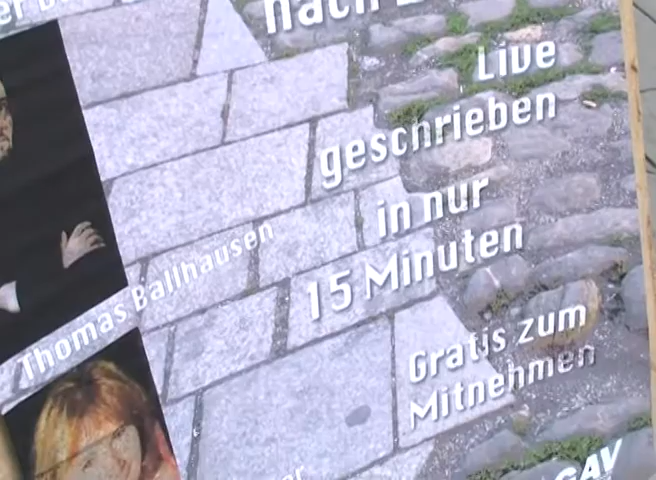 nach
Live
geschrieben
in nur
15 Minuten
Thomas Ballhausen
Gratis zum
Mitnehmen
GAV